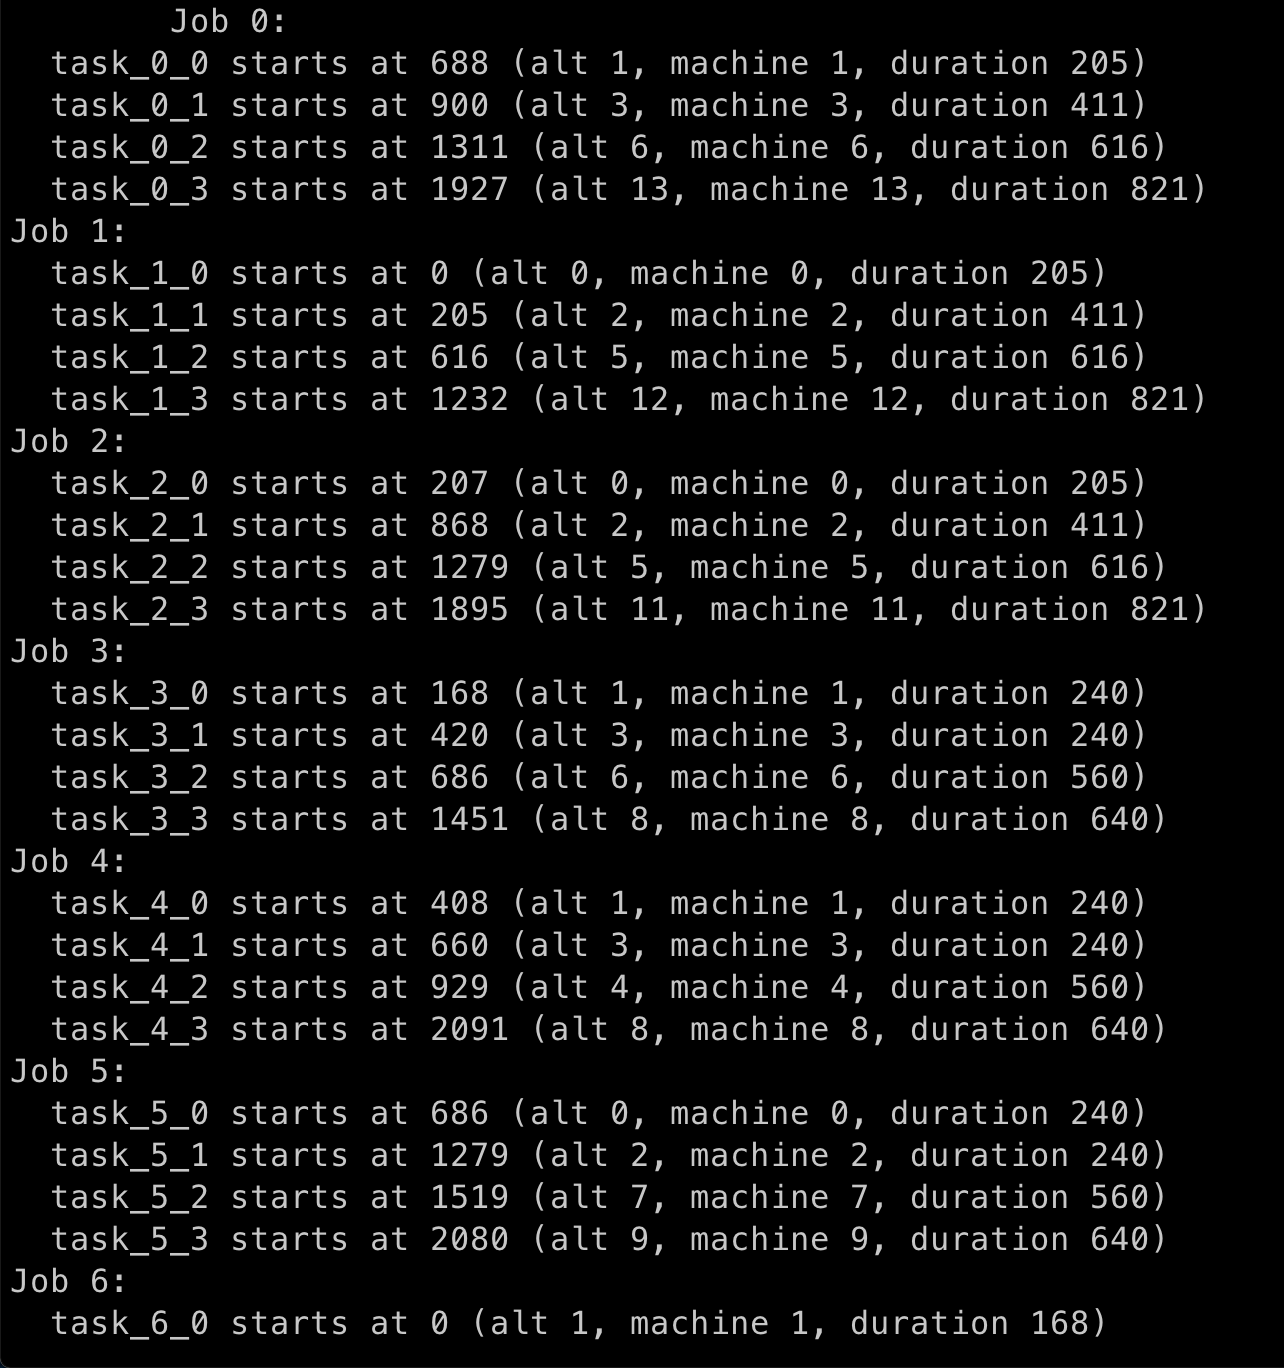 Job 0:
task_0_0 starts at 688 (alt 1, machine 1, duration 205)
task_0_1 starts at 900 (alt 3, machine 3, duration 411)
task_0_2 starts at 1311 (alt 6, machine 6, duration 616)
task_0_3 starts at 1927 (alt 13, machine 13, duration 821)
Job 1:
task_1_0 starts at 0 (alt 0, machine 0, duration 205)
task_1_1 starts at 205 (alt 2, machine 2, duration 411)
task_1_2 starts at 616 (alt 5, machine 5, duration 616)
task_1_3 starts at 1232 (alt 12, machine 12, duration 821)
Job 2:
task_2_0 starts at 207 (alt 0, machine 0, duration 205)
task_2_1 starts at 868 (alt 2, machine 2, duration 411)
task_2_2 starts at 1279 (alt 5, machine 5, duration 616)
task_2_3 starts at 1895 (alt 11, machine 11, duration 821)
Job 3:
task_3_0 starts at 168 (alt 1, machine 1, duration 240)
task_3_1 starts at 420 (alt 3, machine 3, duration 240)
task_3_2 starts at 686 (alt 6, machine 6, duration 560)
task_3_3 starts at 1451 (alt 8, machine 8, duration 640)
Job 4:
task_4_0 starts at 408 (alt 1, machine 1, duration 240)
task_4_1 starts at 660 (alt 3, machine 3, duration 240)
task_4_2 starts at 929 (alt 4, machine 4, duration 560)
task_4_3 starts at 2091 (alt 8, machine 8, duration 640)
Job 5:
task_5_0 starts at 686 (alt 0, machine 0, duration 240)
task_5_1 starts at 1279 (alt 2, machine 2, duration 240)
task_5_2 starts at 1519 (alt 7, machine 7, duration 560)
task_5_3 starts at 2080 (alt 9, machine 9, duration 640)
Job 6:
task_6_0 starts at 0 (alt 1, machine 1, duration 168)